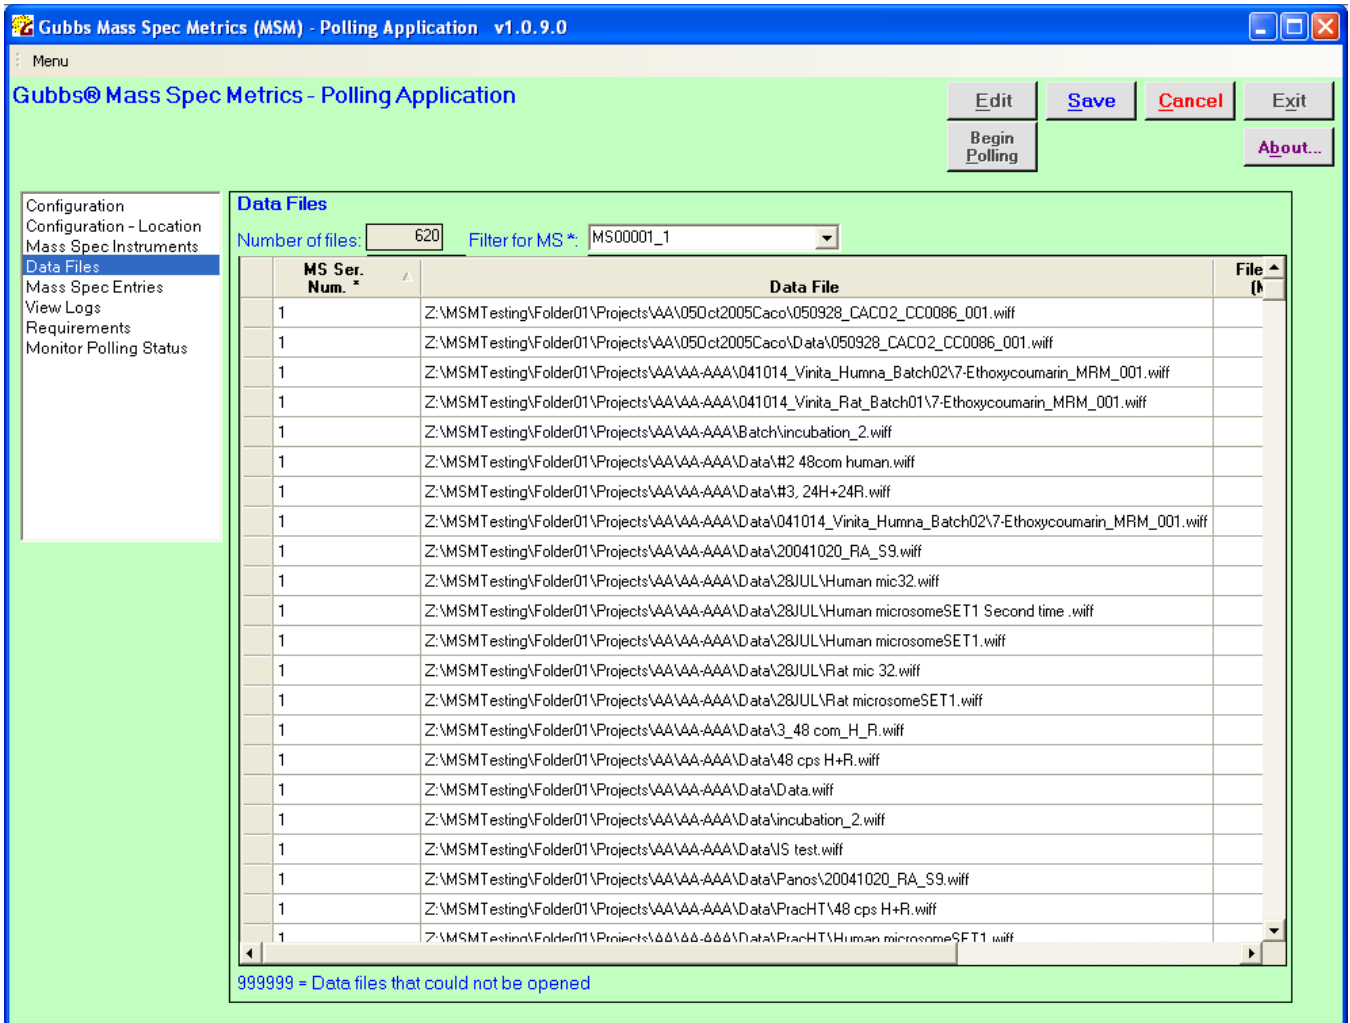 Gubbs Mass Spec Metrics (MSM) - Polling Application   v1.0.9.0
Menu
Gubbs® Mass Spec Metrics - Polling Application
Edit Save Cancel Exit
Begin Polling About...
Configuration
Configuration - Location
Mass Spec Instruments
Data Files
Mass Spec Entries
View Logs
Requirements
Monitor Polling Status
Data Files
Number of files: 620 Filter for MS *: MS00001_1
MS Ser. Num. * Data File File
1 Z:\MSMTesting\Folder01\Projects\AA\05Oct2005Caco\050928_CACO2_CC0086_001.wiff
1 Z:\MSMTesting\Folder01\Projects\AA\05Oct2005Caco\Data\050928_CACO2_CC0086_001.wiff
1 Z:\MSMTesting\Folder01\Projects\AA\AA-AAA\041014_Vinita_Humna_Batch02\7-Ethoxycoumarin_MRM_001.wiff
1 Z:\MSMTesting\Folder01\Projects\AA\AA-AAA\041014_Vinita_Rat_Batch01\7-Ethoxycoumarin_MRM_001.wiff
1 Z:\MSMTesting\Folder01\Projects\AA\AA-AAA\Batch\incubation_2.wiff
1 Z:\MSMTesting\Folder01\Projects\AA\AA-AAA\Data\#2 48com human.wiff
1 Z:\MSMTesting\Folder01\Projects\AA\AA-AAA\Data\#3, 24H+24R.wiff
1 Z:\MSMTesting\Folder01\Projects\AA\AA-AAA\Data\041014_Vinita_Humna_Batch02\7-Ethoxycoumarin_MRM_001.wiff
1 Z:\MSMTesting\Folder01\Projects\AA\AA-AAA\Data\20041020_RA_S9.wiff
1 Z:\MSMTesting\Folder01\Projects\AA\AA-AAA\Data\28JUL\Human mic32.wiff
1 Z:\MSMTesting\Folder01\Projects\AA\AA-AAA\Data\28JUL\Human microsomeSET1 Second time .wiff
1 Z:\MSMTesting\Folder01\Projects\AA\AA-AAA\Data\28JUL\Human microsomeSET1.wiff
1 Z:\MSMTesting\Folder01\Projects\AA\AA-AAA\Data\28JUL\Rat mic 32.wiff
1 Z:\MSMTesting\Folder01\Projects\AA\AA-AAA\Data\28JUL\Rat microsomeSET1.wiff
1 Z:\MSMTesting\Folder01\Projects\AA\AA-AAA\Data\3_48 com_H_R.wiff
1 Z:\MSMTesting\Folder01\Projects\AA\AA-AAA\Data\48 cps H+R.wiff
1 Z:\MSMTesting\Folder01\Projects\AA\AA-AAA\Data\Data.wiff
1 Z:\MSMTesting\Folder01\Projects\AA\AA-AAA\Data\incubation_2.wiff
1 Z:\MSMTesting\Folder01\Projects\AA\AA-AAA\Data\IS test.wiff
1 Z:\MSMTesting\Folder01\Projects\AA\AA-AAA\Data\Panos\20041020_RA_S9.wiff
1 Z:\MSMTesting\Folder01\Projects\AA\AA-AAA\Data\PracHT\48 cps H+R.wiff
1 Z:\MSMTesting\Folder01\Projects\AA\AA-AAA\Data\PracHT\Human microsomeSET1.wiff
999999 = Data files that could not be opened